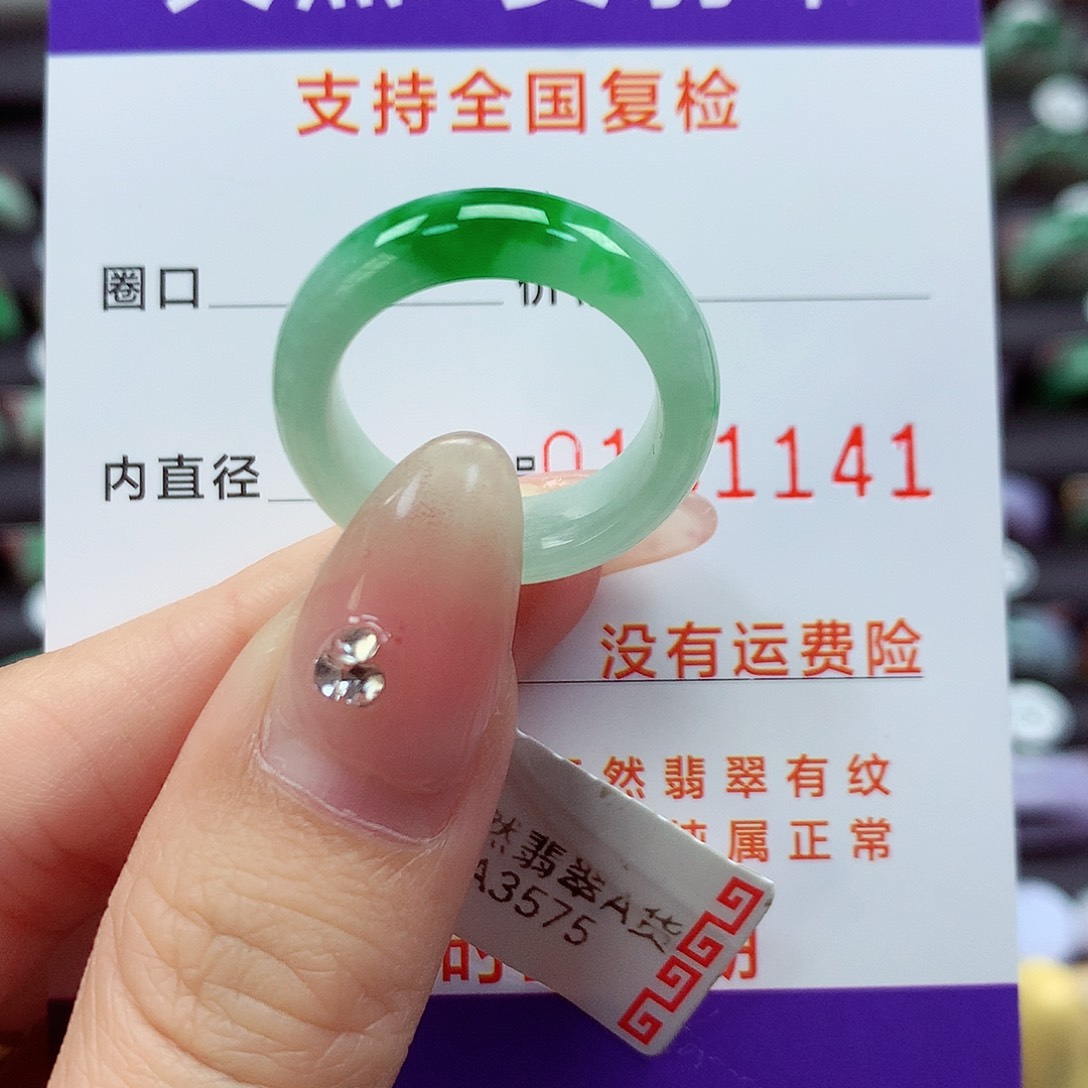 支持全国复检
圈口
内直径
1141
没有运费险
然翡翠有纹
属正常
然翡翠A货
A3575
的